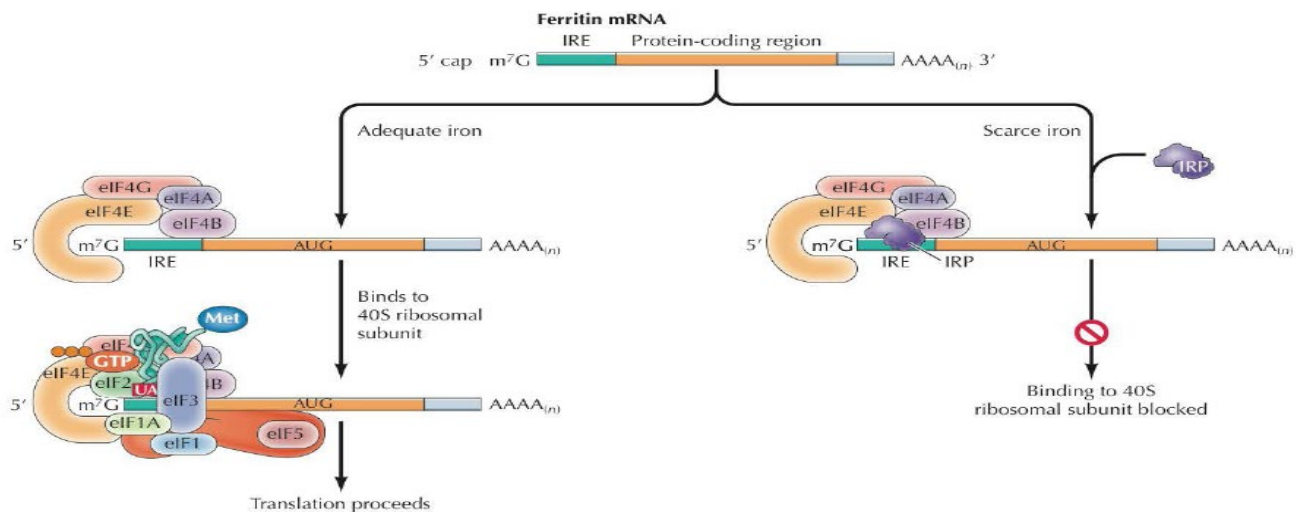 Ferritin mRNA
IRE Protein-coding region
5′ cap m⁷G AAAA(n) 3′
Adequate iron
Scarce iron
IRP
eIF4G
eIF4A
eIF4E
eIF4B
5′ m⁷G AUG AAAA(n)
IRE
eIF4G
eIF4A
eIF4E
eIF4B
5′ m⁷G AUG AAAA(n)
IRE IRP
Binds to
40S ribosomal
subunit
Met
GTP
eIF4E
eIF2
UA
eIF3
4B
5′ m⁷G AUG AAAA(n)
eIF1A
eIF1
eIF5
Translation proceeds
Binding to 40S
ribosomal subunit blocked